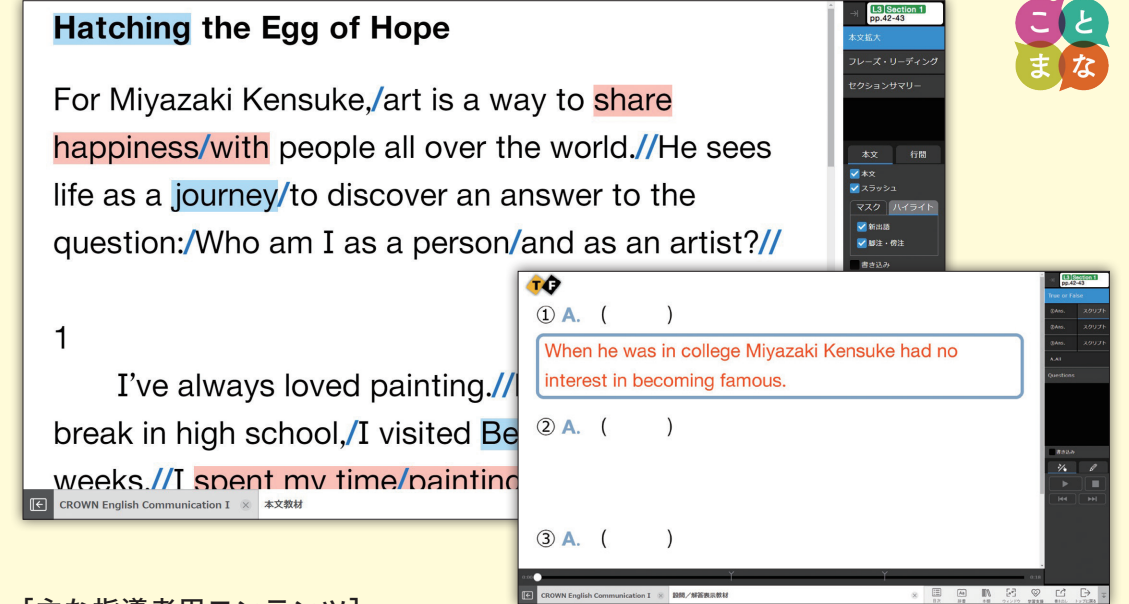 Hatching the Egg of Hope
For Miyazaki Kensuke,/art is a way to share
happiness/with people all over the world.//He sees
life as a journey/to discover an answer to the
question:/Who am I as a person/and as an artist?//
1
I've always loved painting.//
break in high school,/I visited Be
weeks.//I spent my time/painting
CROWN English Communication I × 本文教材
L3 Section 1
pp.42-43
本文拡大
フレーズ・リーディング
セクションサマリー
本文 行間
本文
スラッシュ
マスク ハイライト
新出語
脚注・傍注
書き込み
こと
まな
TF
① A. ( )
When he was in college Miyazaki Kensuke had no
interest in becoming famous.
② A. ( )
③ A. ( )
L3 Section 1
pp.42-43
True or False
①Ans. スクリプト
②Ans. スクリプト
③Ans. スクリプト
A.All
Questions
書き込み
0:00
CROWN English Communication I × 設問/解答表示教材
[主な指導者用コンテンツ]